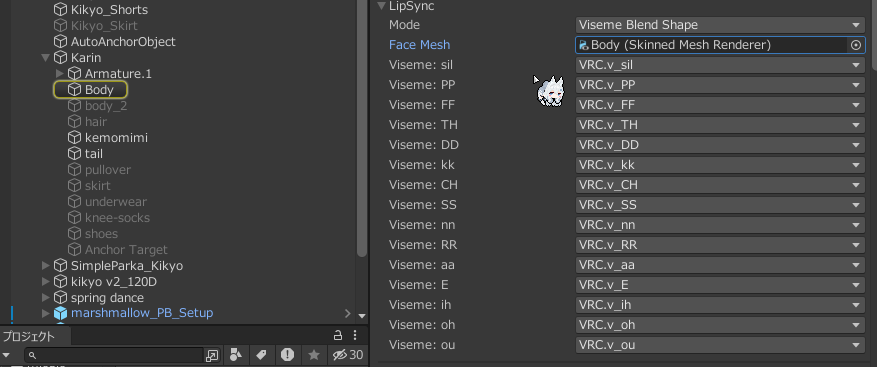 Kikyo_Shorts
Kikyo_Skirt
AutoAnchorObject
Karin
Armature.1
Body
body_2
hair
kemomimi
tail
pullover
skirt
underwear
knee-socks
shoes
Anchor Target
SimpleParka_Kikyo
kikyo v2_120D
spring dance
marshmallow_PB_Setup
プロジェクト
30
LipSync
Mode Viseme Blend Shape
Face Mesh Body (Skinned Mesh Renderer)
Viseme: sil VRC.v_sil
Viseme: PP VRC.v_PP
Viseme: FF VRC.v_FF
Viseme: TH VRC.v_TH
Viseme: DD VRC.v_DD
Viseme: kk VRC.v_kk
Viseme: CH VRC.v_CH
Viseme: SS VRC.v_SS
Viseme: nn VRC.v_nn
Viseme: RR VRC.v_RR
Viseme: aa VRC.v_aa
Viseme: E VRC.v_E
Viseme: ih VRC.v_ih
Viseme: oh VRC.v_oh
Viseme: ou VRC.v_ou